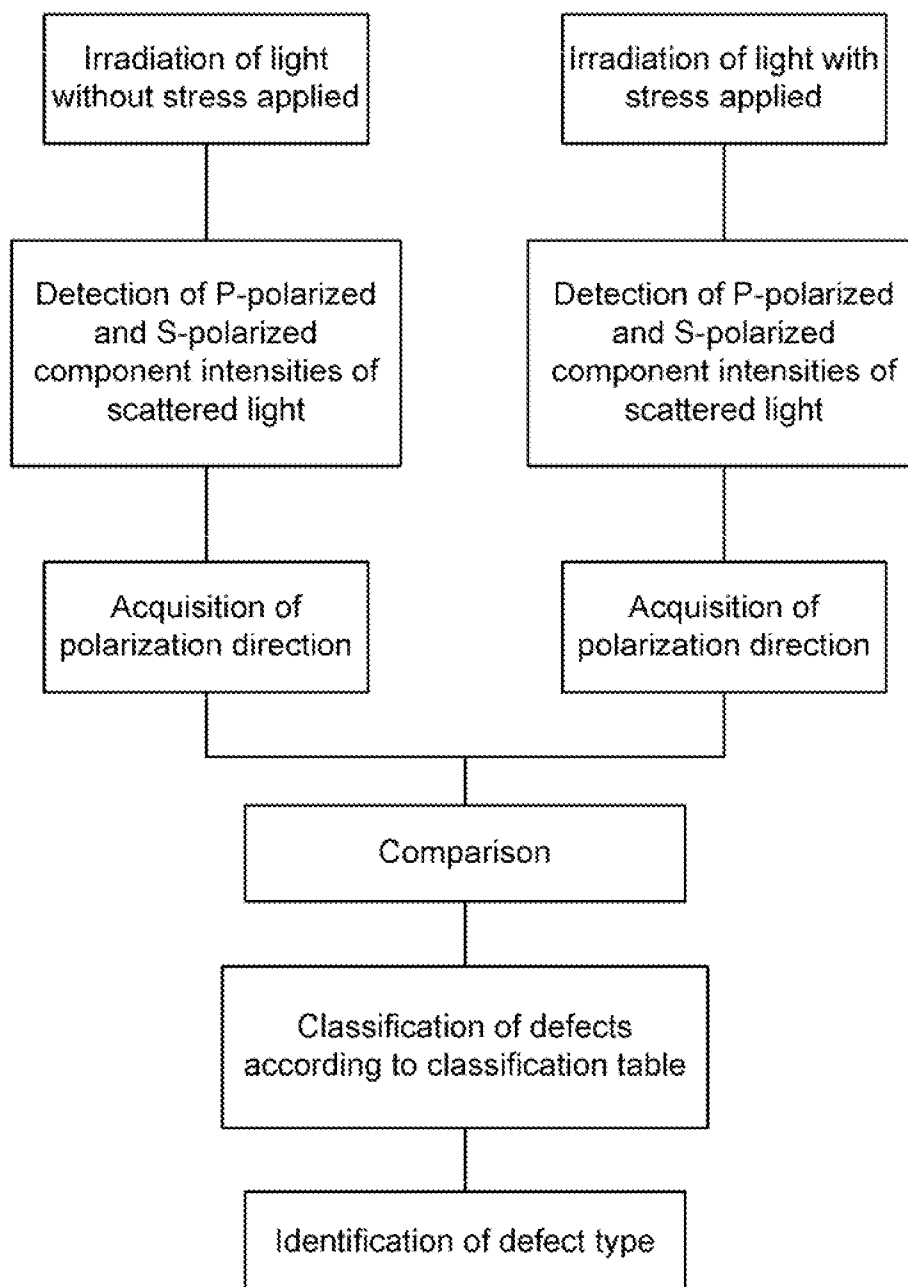 Irradiation of light
without stress applied
Irradiation of light with
stress applied
Detection of P-polarized
and S-polarized
component intensities of
scattered light
Detection of P-polarized
and S-polarized
component intensities of
scattered light
Acquisition of
polarization direction
Acquisition of
polarization direction
Comparison
Classification of defects
according to classification table
Identification of defect type